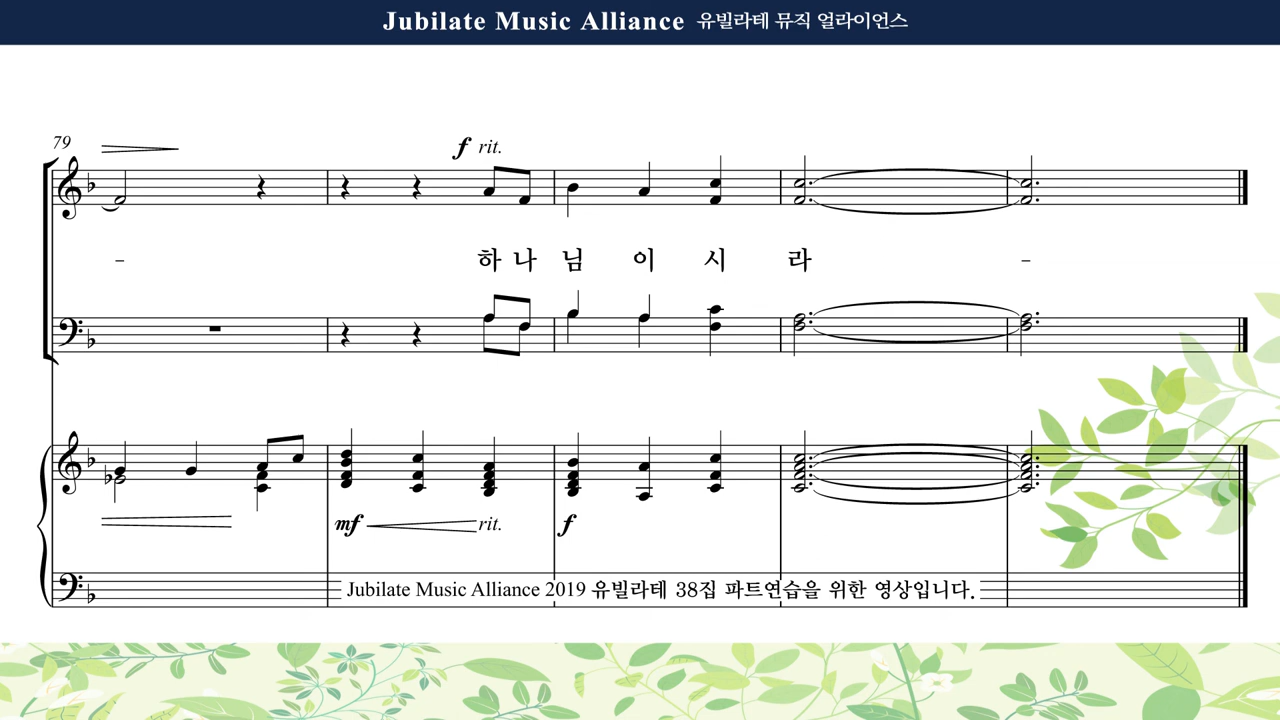 Jubilate Music Alliance 유빌라테 뮤직 얼라이언스
79
f rit.
- 하 나 님 이 시 라 -
mf rit. f
Jubilate Music Alliance 2019 유빌라테 38집 파트연습을 위한 영상입니다.